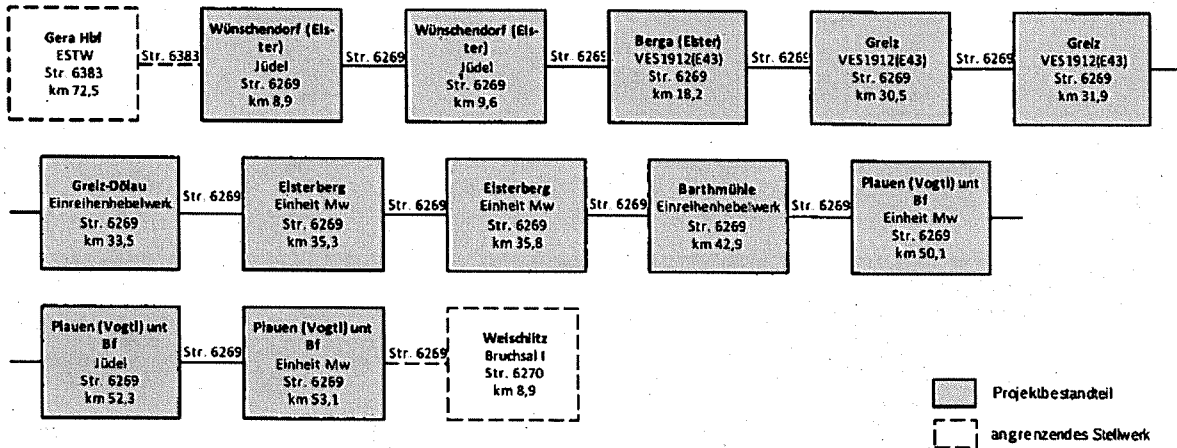 Gera Hbf
ESTW
Str. 6383
km 72,5
Str. 6383
Wünschendorf (Els-
ter)
Jüdel
Str. 6269
km 8,9
Str. 6269
Wünschendorf (Els-
ter)
Jüdel
Str. 6269
km 9,6
Str. 6269
Berga (Elster)
VES1912(E43)
Str. 6269
km 18,2
Str. 6269
Greiz
VES1912(E43)
Str. 6269
km 30,5
Str. 6269
Greiz
VES1912(E43)
Str. 6269
km 31,9
Greiz-Dölau
Einreihenhebelwerk
Str. 6269
km 33,5
Str. 6269
Elsterberg
Einheit Mw
Str. 6269
km 35,3
Str. 6269
Elsterberg
Einheit Mw
Str. 6269
km 35,8
Str. 6269
Barthmühle
Einreihenhebelwerk
Str. 6269
km 42,9
Str. 6269
Plauen (Vogtl) unt
Bf
Einheit Mw
Str. 6269
km 50,1
Plauen (Vogtl) unt
Bf
Jüdel
Str. 6269
km 52,3
Str. 6269
Plauen (Vogtl) unt
Bf
Einheit Mw
Str. 6269
km 53,1
Str. 6269
Weischlitz
Bruchsal I
Str. 6270
km 8,9
Projektbestandteil
angrenzendes Stellwerk